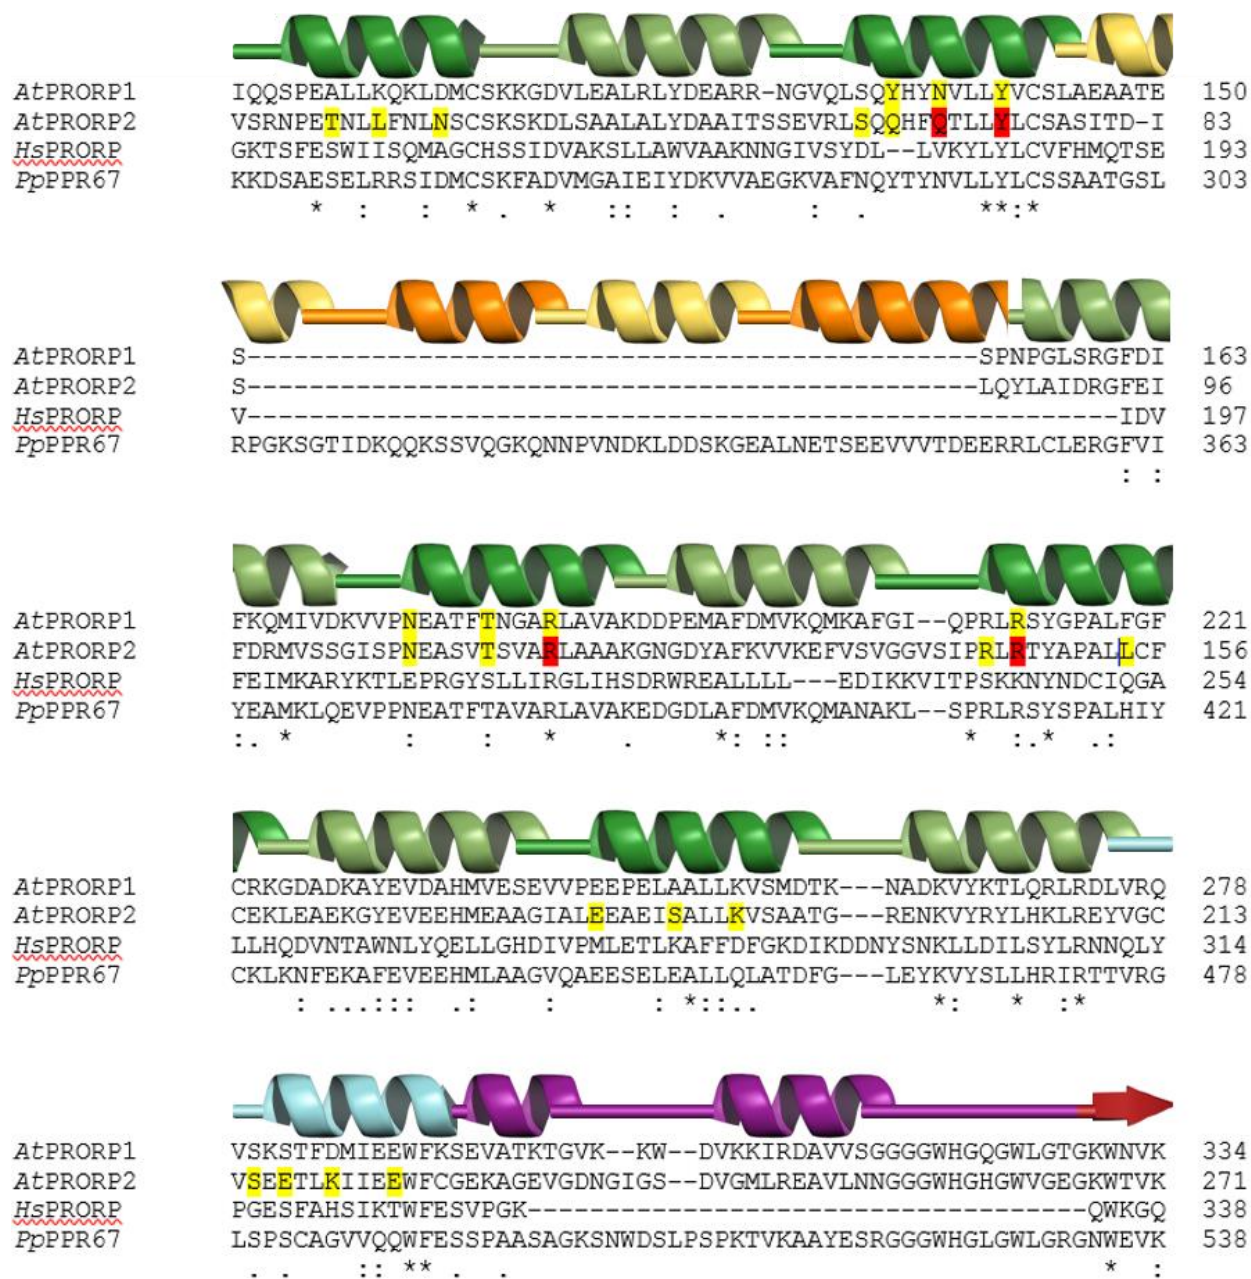 AtPRORP1 IQQSPEALLKQKLDMCSKKGDVLEALRLYDEARR-NGVQLSQYHYNVLLYVCSLAEAATE 150
AtPRORP2 VSRNPETNLLFNLNSCSKSKDLSAALALYDAAITSSEVRLSQQHFQTLLYLCSASITD-I 83
HsPRORP GKTSFESWIISQMAGCHSSIDVAKSLLAWVAAKNNGIVSYDL--LVKYLYLCVFHMQTSE 193
PpPPR67 KKDSAESELRRSIDMCSKFADVMGAIEIYDKVVAEGKVAFNQYTYNVLLYLCSSAATGSL 303
* : : * . * :: : . : . **:*
AtPRORP1 S-----------------------------------------------SPNPGLSRGFDI 163
AtPRORP2 S-----------------------------------------------LQYLAIDRGFEI 96
HsPRORP V--------------------------------------------------------IDV 197
PpPPR67 RPGKSGTIDKQQKSSVQGKQNNPVNDKLDDSKGEALNETSEEVVVTDEERRLCLERGFVI 363
: :
AtPRORP1 FKQMIVDKVVPNEATFTNGARLAVAKDDPEMAFDMVKQMKAFGI--QPRLRSYGPALFGF 221
AtPRORP2 FDRMVSSGISPNEASVTSVARLAAAKGNGDYAFKVVKEFVSVGGVSIPRLRTYAPALLCF 156
HsPRORP FEIMKARYKTLEPRGYSLLIRGLIHSDRWREALLLL---EDIKKVITPSKKNYNDCIQGA 254
PpPPR67 YEAMKLQEVPPNEATFTAVARLAVAKEDGDLAFDMVKQMANAKL--SPRLRSYSPALHIY 421
:. * : : * . *: :: * :.* .:
AtPRORP1 CRKGDADKAYEVDAHMVESEVVPEEPELAALLKVSMDTK---NADKVYKTLQRLRDLVRQ 278
AtPRORP2 CEKLEAEKGYEVEEHMEAAGIALEEAEISALLKVSAATG---RENKVYRYLHKLREYVGC 213
HsPRORP LLHQDVNTAWNLYQELLGHDIVPMLETLKAFFDFGKDIKDDNYSNKLLDILSYLRNNQLY 314
PpPPR67 CKLKNFEKAFEVEEHMLAAGVQAEESELEALLQLATDFG---LEYKVYSLLHRIRTTVRG 478
: ...::: .: : : *::.. *: * :*
AtPRORP1 VSKSTFDMIEEWFKSEVATKTGVK--KW--DVKKIRDAVVSGGGGWHGQGWLGTGKWNVK 334
AtPRORP2 VSEETLKIIEEWFCGEKAGEVGDNGIGS--DVGMLREAVLNNGGGWHGHGWVGEGKWTVK 271
HsPRORP PGESFAHSIKTWFESVPGK------------------------------------QWKGQ 338
PpPPR67 LSPSCAGVVQQWFESSPAASAGKSNWDSLPSPKTVKAAYESRGGGWHGLGWLGRGNWEVK 538
. . :: ** . . * :